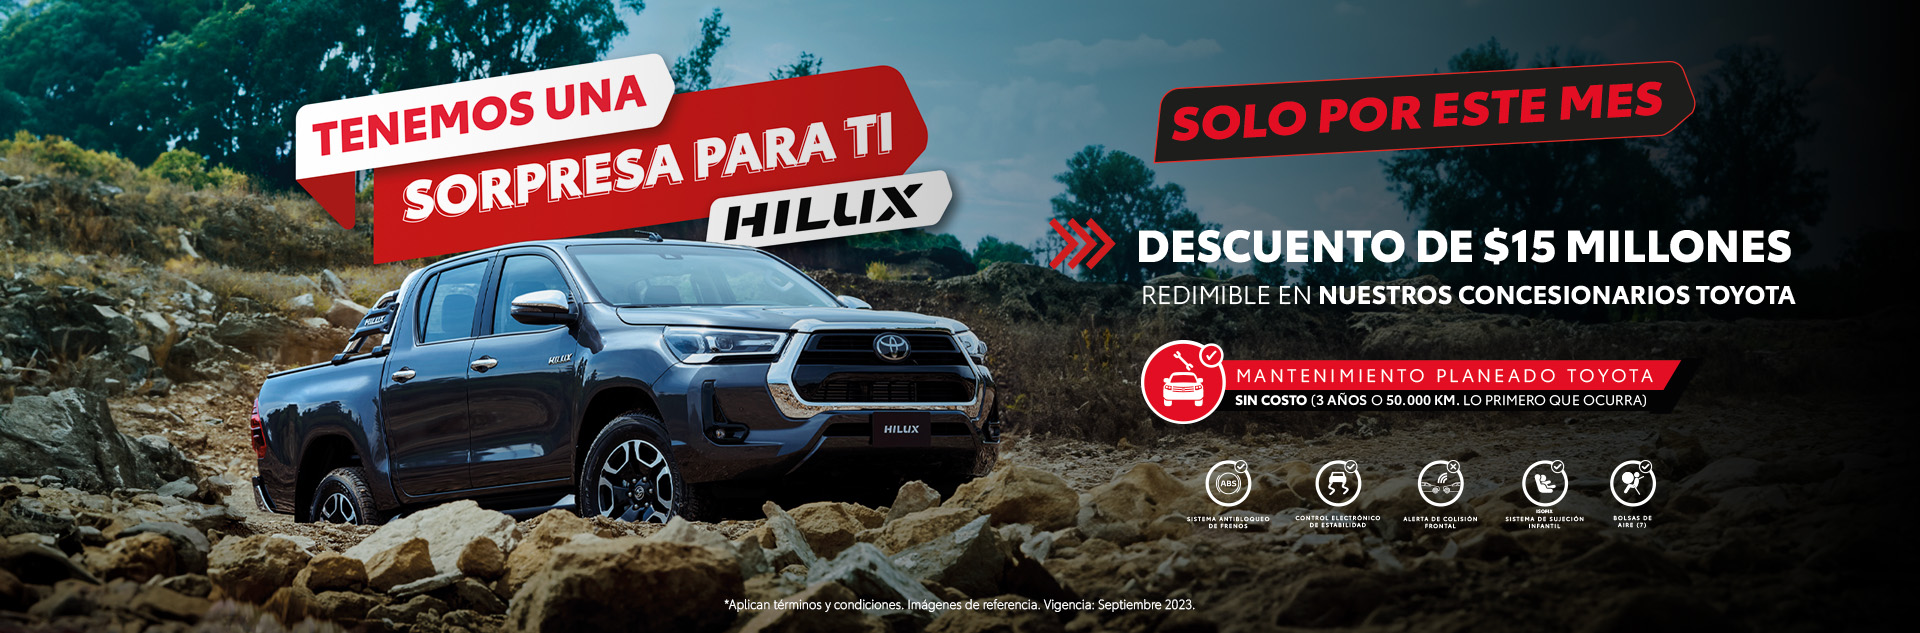 TENEMOS UNA
SORPRESA PARA TI
HILUX
HILUX
HILUX
HILUX
SOLO POR ESTE MES
DESCUENTO DE $15 MILLONES
REDIMIBLE EN NUESTROS CONCESIONARIOS TOYOTA
MANTENIMIENTO PLANEADO TOYOTA
SIN COSTO (3 AÑOS O 50.000 KM. LO PRIMERO QUE OCURRA)
ABS
SISTEMA ANTIBLOQUEO
DE FRENOS
CONTROL ELECTRÓNICO
DE ESTABILIDAD
ALERTA DE COLISIÓN
FRONTAL
ISOFIX
SISTEMA DE SUJECIÓN
INFANTIL
BOLSAS DE
AIRE (7)
*Aplican términos y condiciones. Imágenes de referencia. Vigencia: Septiembre 2023.